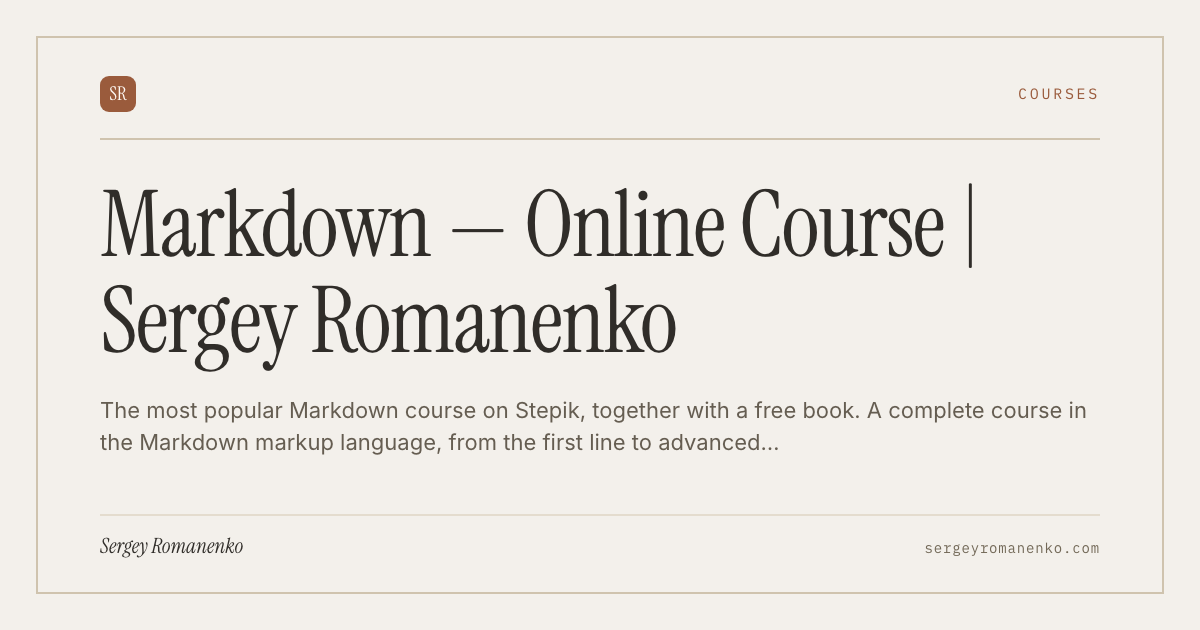 SR
COURSES
Markdown — Online Course |
Sergey Romanenko
The most popular Markdown course on Stepik, together with a free book. A complete course in
the Markdown markup language, from the first line to advanced...
Sergey Romanenko
sergeyromanenko.com